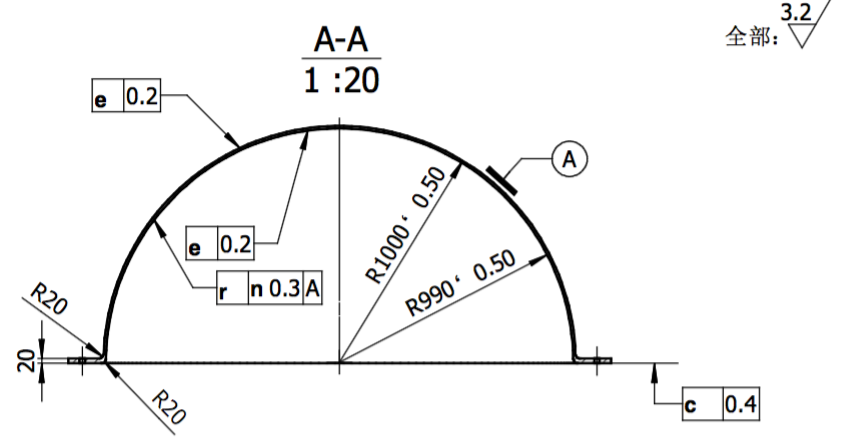 3.2
全部:
A-A
1 :20
e 0.2
A
R1000‘ 0.50
e 0.2
R990‘ 0.50
r n 0.3 A
R20
20
R20
c 0.4